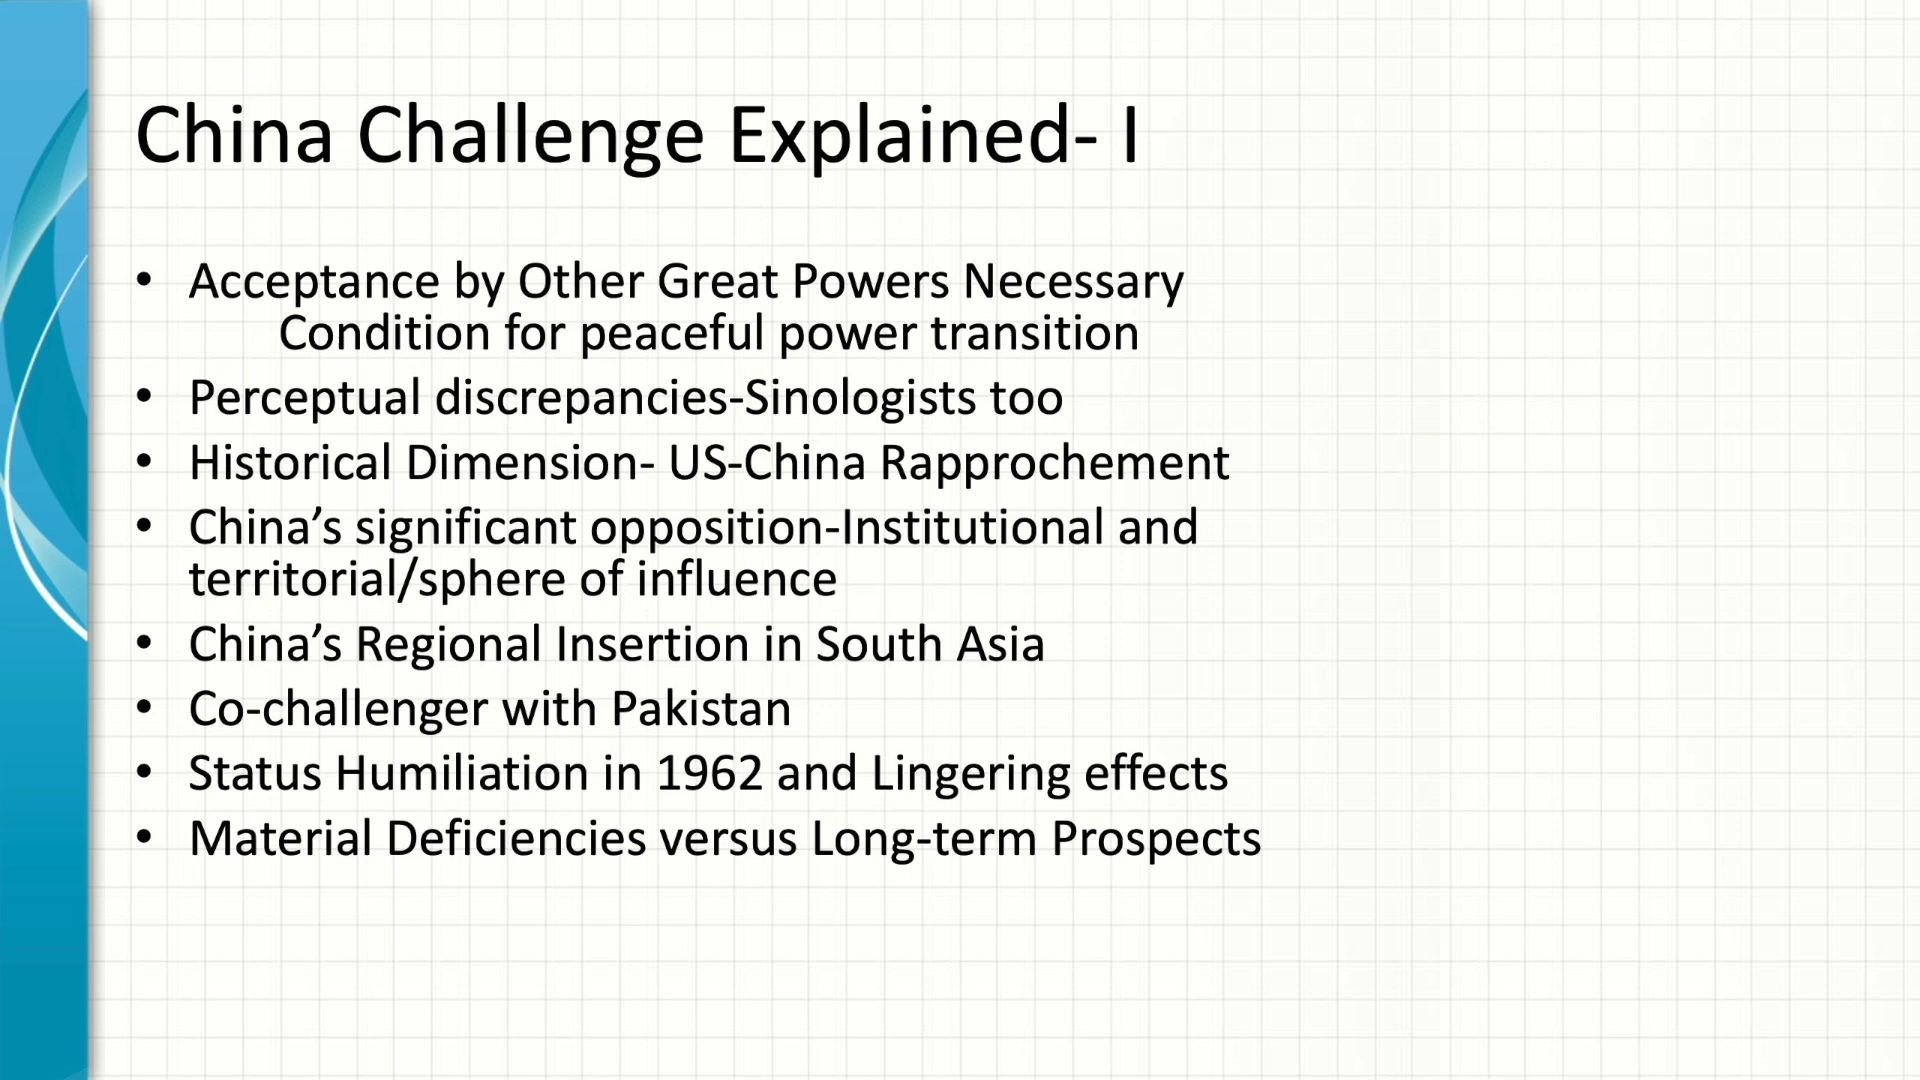 China Challenge Explained- I
• Acceptance by Other Great Powers Necessary
Condition for peaceful power transition
• Perceptual discrepancies-Sinologists too
• Historical Dimension- US-China Rapprochement
• China’s significant opposition-Institutional and
territorial/sphere of influence
• China’s Regional Insertion in South Asia
• Co-challenger with Pakistan
• Status Humiliation in 1962 and Lingering effects
• Material Deficiencies versus Long-term Prospects